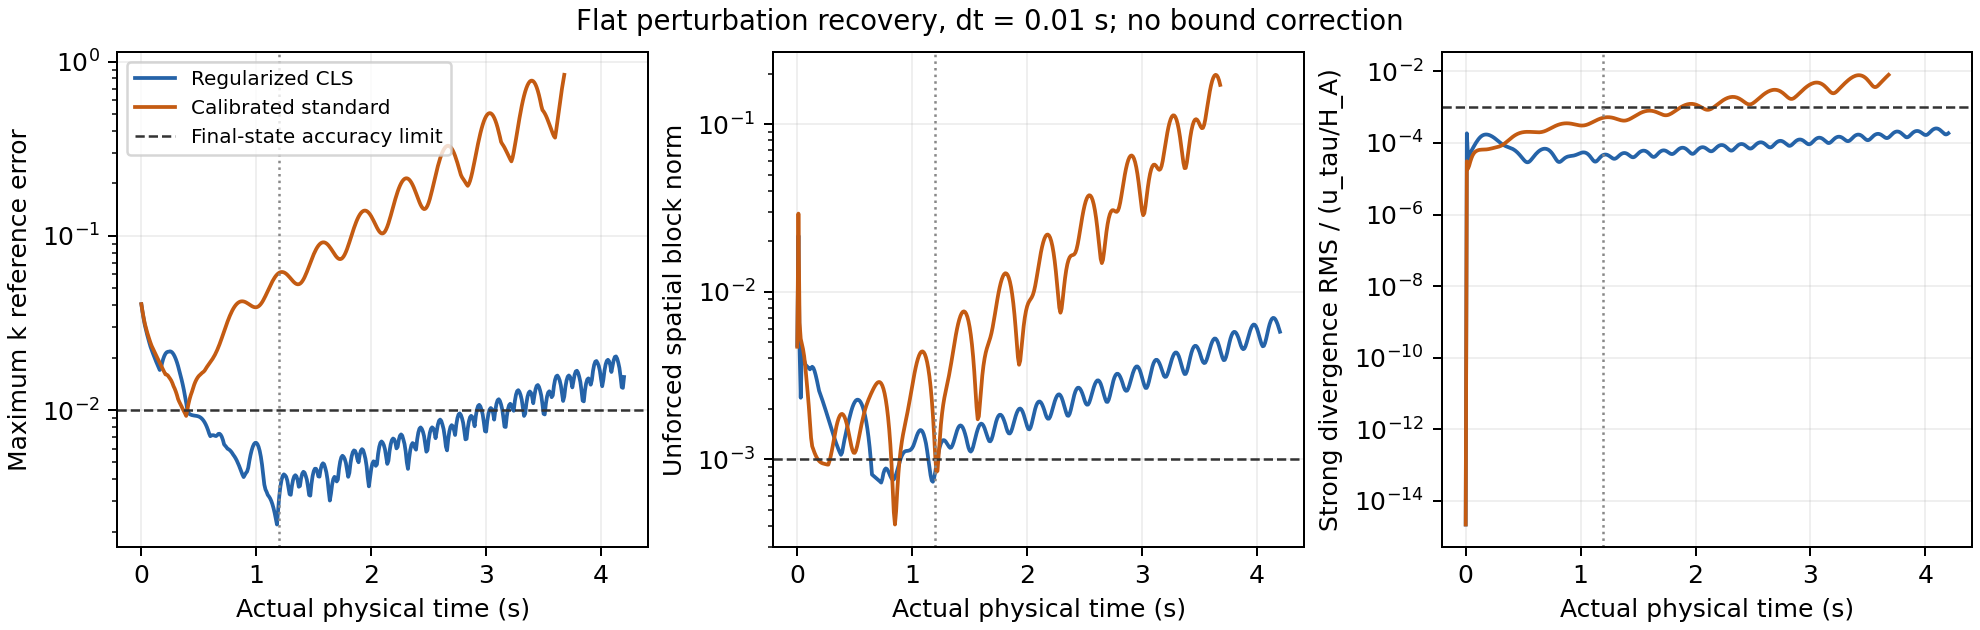 Flat perturbation recovery, dt = 0.01 s; no bound correction
Maximum k reference error
10⁰
10⁻¹
10⁻²
Regularized CLS
Calibrated standard
Final-state accuracy limit
0 1 2 3 4
Actual physical time (s)
Unforced spatial block norm
10⁻¹
10⁻²
10⁻³
0 1 2 3 4
Actual physical time (s)
Strong divergence RMS / (u_tau/H_A)
10⁻²
10⁻⁴
10⁻⁶
10⁻⁸
10⁻¹⁰
10⁻¹²
10⁻¹⁴
0 1 2 3 4
Actual physical time (s)